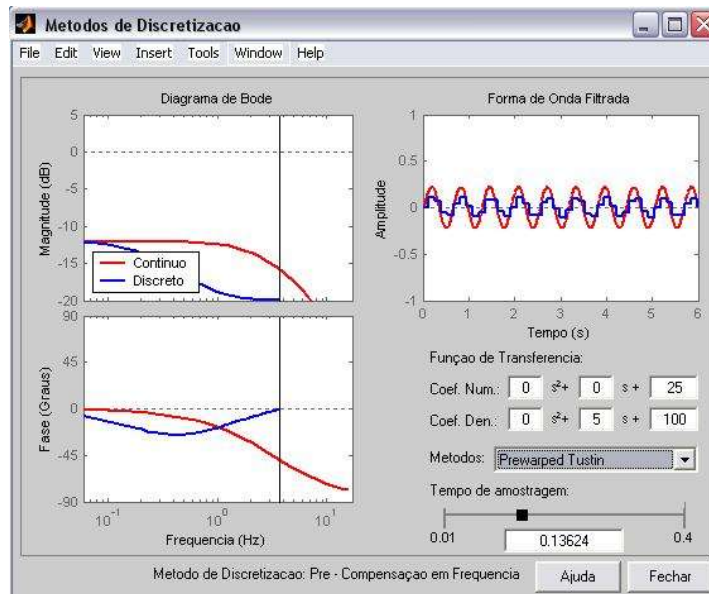 Metodos de Discretizacao
File Edit View Insert Tools Window Help
Diagrama de Bode
5
0
-5
-10
-15
-20
Magnitude (dB)
Continuo
Discreto
90
45
0
-45
-90
Fase (Graus)
10⁻¹ 10⁰ 10¹
Frequencia (Hz)
Forma de Onda Filtrada
1
0.5
0
-0.5
-1
Amplitude
0 1 2 3 4 5 6
Tempo (s)
Funçao de Transferencia:
Coef. Num.: 0 s²+ 0 s + 25
Coef. Den.: 0 s²+ 5 s + 100
Metodos: Prewarped Tustin
Tempo de amostragem:
0.01 0.4
0.13624
Metodo de Discretizacao: Pre - Compensaçao em Frequencia
Ajuda Fechar